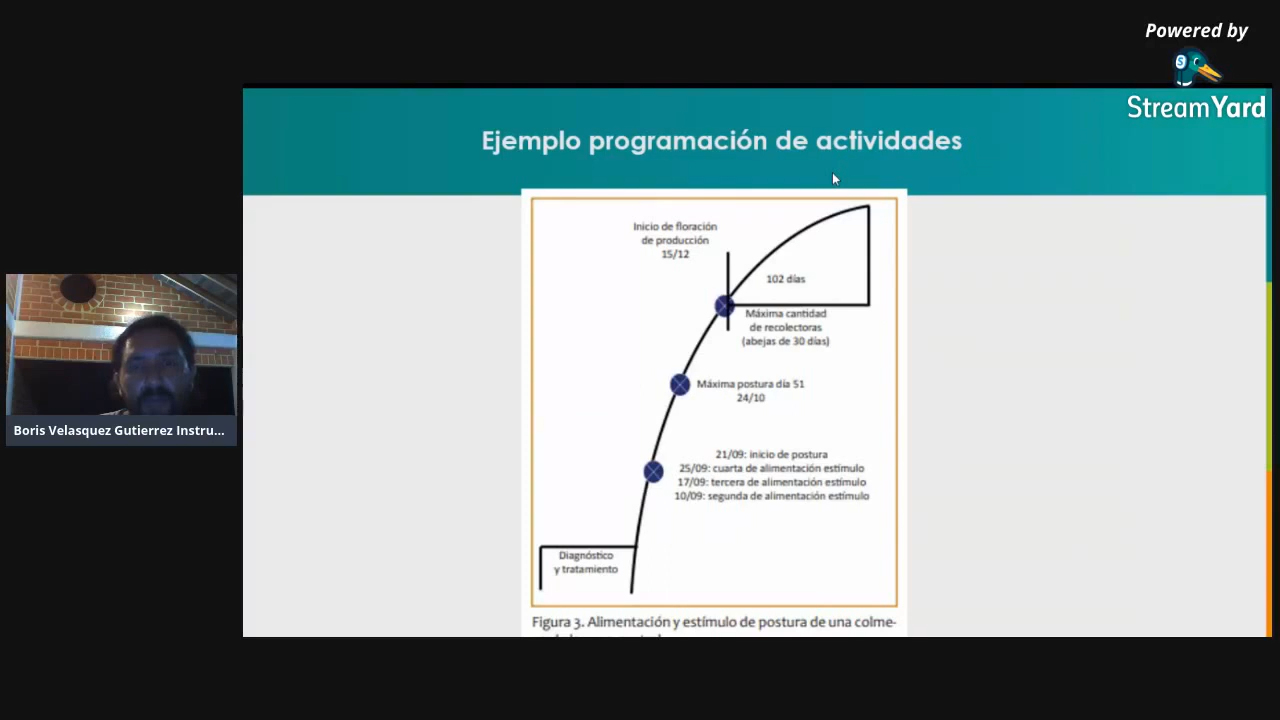 Powered by
StreamYard
Ejemplo programación de actividades
Inicio de floración
de producción
15/12
102 días
Máxima cantidad
de recolectoras
(abejas de 30 días)
Máxima postura día 51
24/10
21/09: inicio de postura
25/09: cuarta de alimentación estímulo
17/09: tercera de alimentación estímulo
10/09: segunda de alimentación estímulo
Diagnóstico
y tratamiento
Figura 3. Alimentación y estímulo de postura de una colme-
Boris Velasquez Gutierrez Instru...